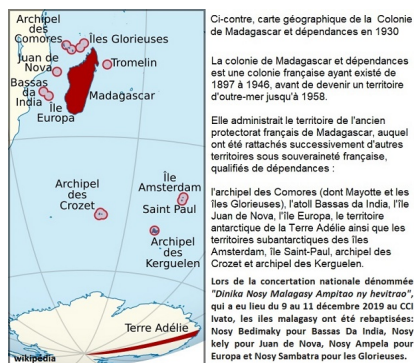 Archipel
des
Comores
Îles Glorieuses
Juan de
Nova
Tromelin
Bassas
da
India
Île
Europa
Madagascar
Archipel
des
Crozet
Île
Amsterdam
Saint Paul
Archipel
des
Kerguelen
Terre Adélie
wikipedia
Ci-contre, carte géographique de la Colonie
de Madagascar et dépendances en 1930
La colonie de Madagascar et dépendances
est une colonie française ayant existé de
1897 à 1946, avant de devenir un territoire
d'outre-mer jusqu'à 1958.
Elle administrait le territoire de l'ancien
protectorat français de Madagascar, auquel
ont été rattachés successivement d'autres
territoires sous souveraineté française,
qualifiés de dépendances :
l'archipel des Comores (dont Mayotte et les
îles Glorieuses), l'atoll Bassas da India, l'île
Juan de Nova, l'île Europa, le territoire
antarctique de la Terre Adélie ainsi que les
territoires subantarctiques des îles
Amsterdam, île Saint-Paul, archipel des
Crozet et archipel des Kerguelen.
Lors de la concertation nationale dénommée
"Dinika Nosy Malagasy Ampitao ny hevitrao",
qui a eu lieu du 9 au 11 décembre 2019 au CCI
Ivato, les iles malagasy ont été rebaptisées:
Nosy Bedimaky pour Bassas Da India, Nosy
kely pour Juan de Nova, Nosy Ampela pour
Europa et Nosy Sambatra pour les Glorieuses.